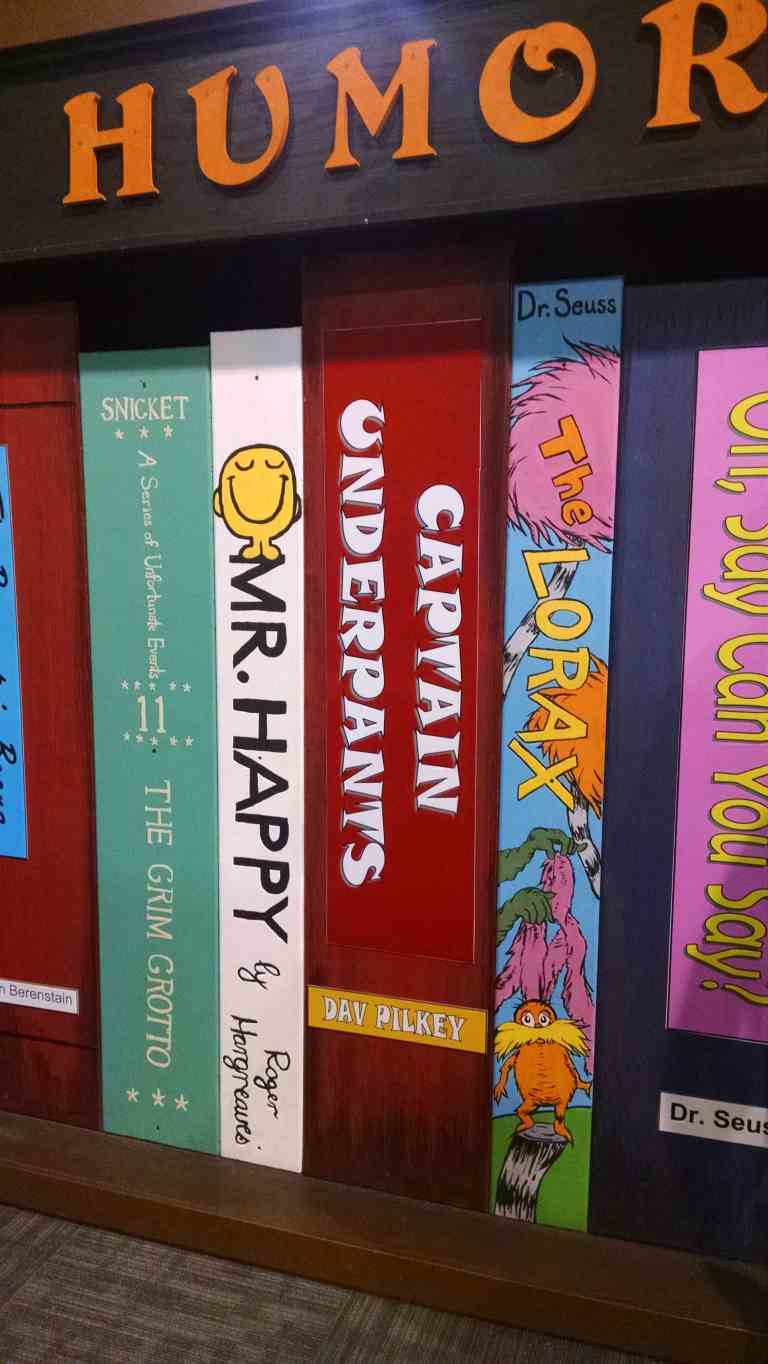 HUMOR
n Berenstain
SNICKET
A Series of Unfortunate Events
11
THE GRIM GROTTO
MR. HAPPY
by
Roger
Hangreaves
CAPTAIN
UNDERPANTS
DAV PILKEY
Dr. Seuss
The
LORAX
Oh, Say Can You Say!
Dr. Seus